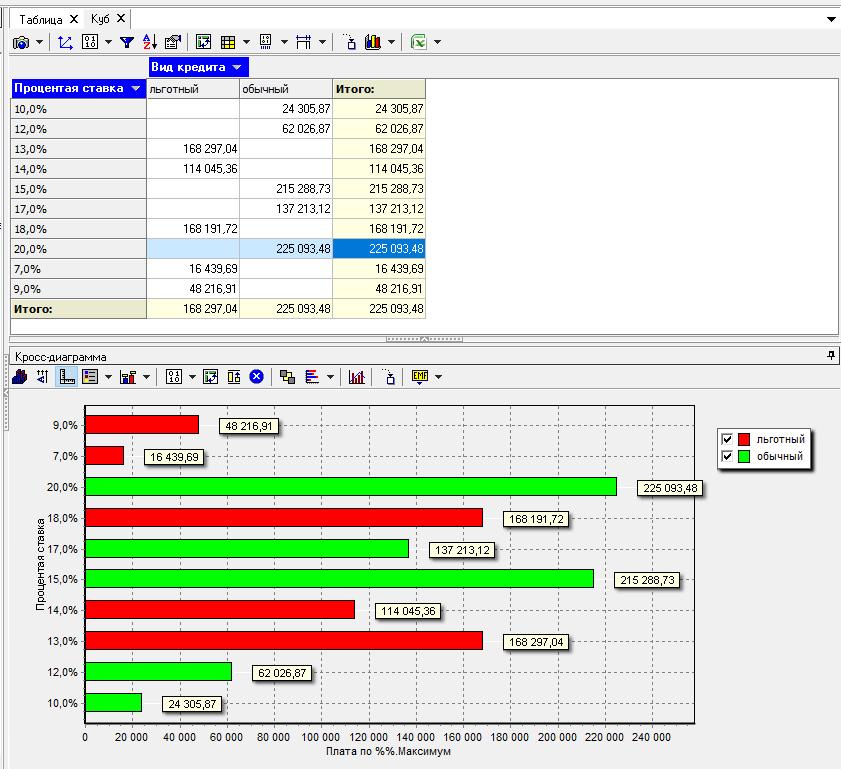 Таблица Куб
Вид кредита
Процентая ставка льготный обычный Итого:
10,0% 24 305,87 24 305,87
12,0% 62 026,87 62 026,87
13,0% 168 297,04 168 297,04
14,0% 114 045,36 114 045,36
15,0% 215 288,73 215 288,73
17,0% 137 213,12 137 213,12
18,0% 168 191,72 168 191,72
20,0% 225 093,48 225 093,48
7,0% 16 439,69 16 439,69
9,0% 48 216,91 48 216,91
Итого: 168 297,04 225 093,48 225 093,48
Кросс-диаграмма
EMF
9,0% 48 216,91
льготный
7,0% 16 439,69
обычный
20,0% 225 093,48
18,0% 168 191,72
17,0% 137 213,12
15,0% 215 288,73
14,0% 114 045,36
13,0% 168 297,04
12,0% 62 026,87
10,0% 24 305,87
Процентая ставка
0 20 000 40 000 60 000 80 000 100 000 120 000 140 000 160 000 180 000 200 000 220 000 240 000
Плата по %%.Максимум